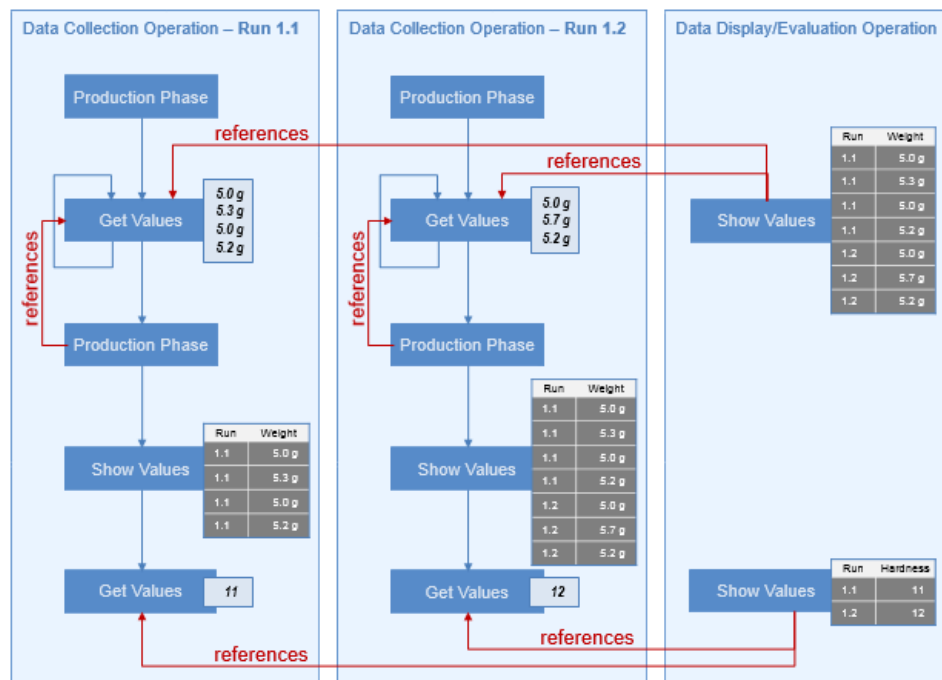 Data Collection Operation – Run 1.1
Production Phase
references
Get Values
5.0 g
5.3 g
5.0 g
5.2 g
references
Production Phase
Show Values
Run Weight
1.1 5.0 g
1.1 5.3 g
1.1 5.0 g
1.1 5.2 g
Get Values
11
references
Data Collection Operation – Run 1.2
Production Phase
references
Get Values
5.0 g
5.7 g
5.2 g
references
Production Phase
Show Values
Run Weight
1.1 5.0 g
1.1 5.3 g
1.1 5.0 g
1.1 5.2 g
1.2 5.0 g
1.2 5.7 g
1.2 5.2 g
Get Values
12
references
Data Display/Evaluation Operation
Show Values
Run Weight
1.1 5.0 g
1.1 5.3 g
1.1 5.0 g
1.1 5.2 g
1.2 5.0 g
1.2 5.7 g
1.2 5.2 g
Show Values
Run Hardness
1.1 11
1.2 12